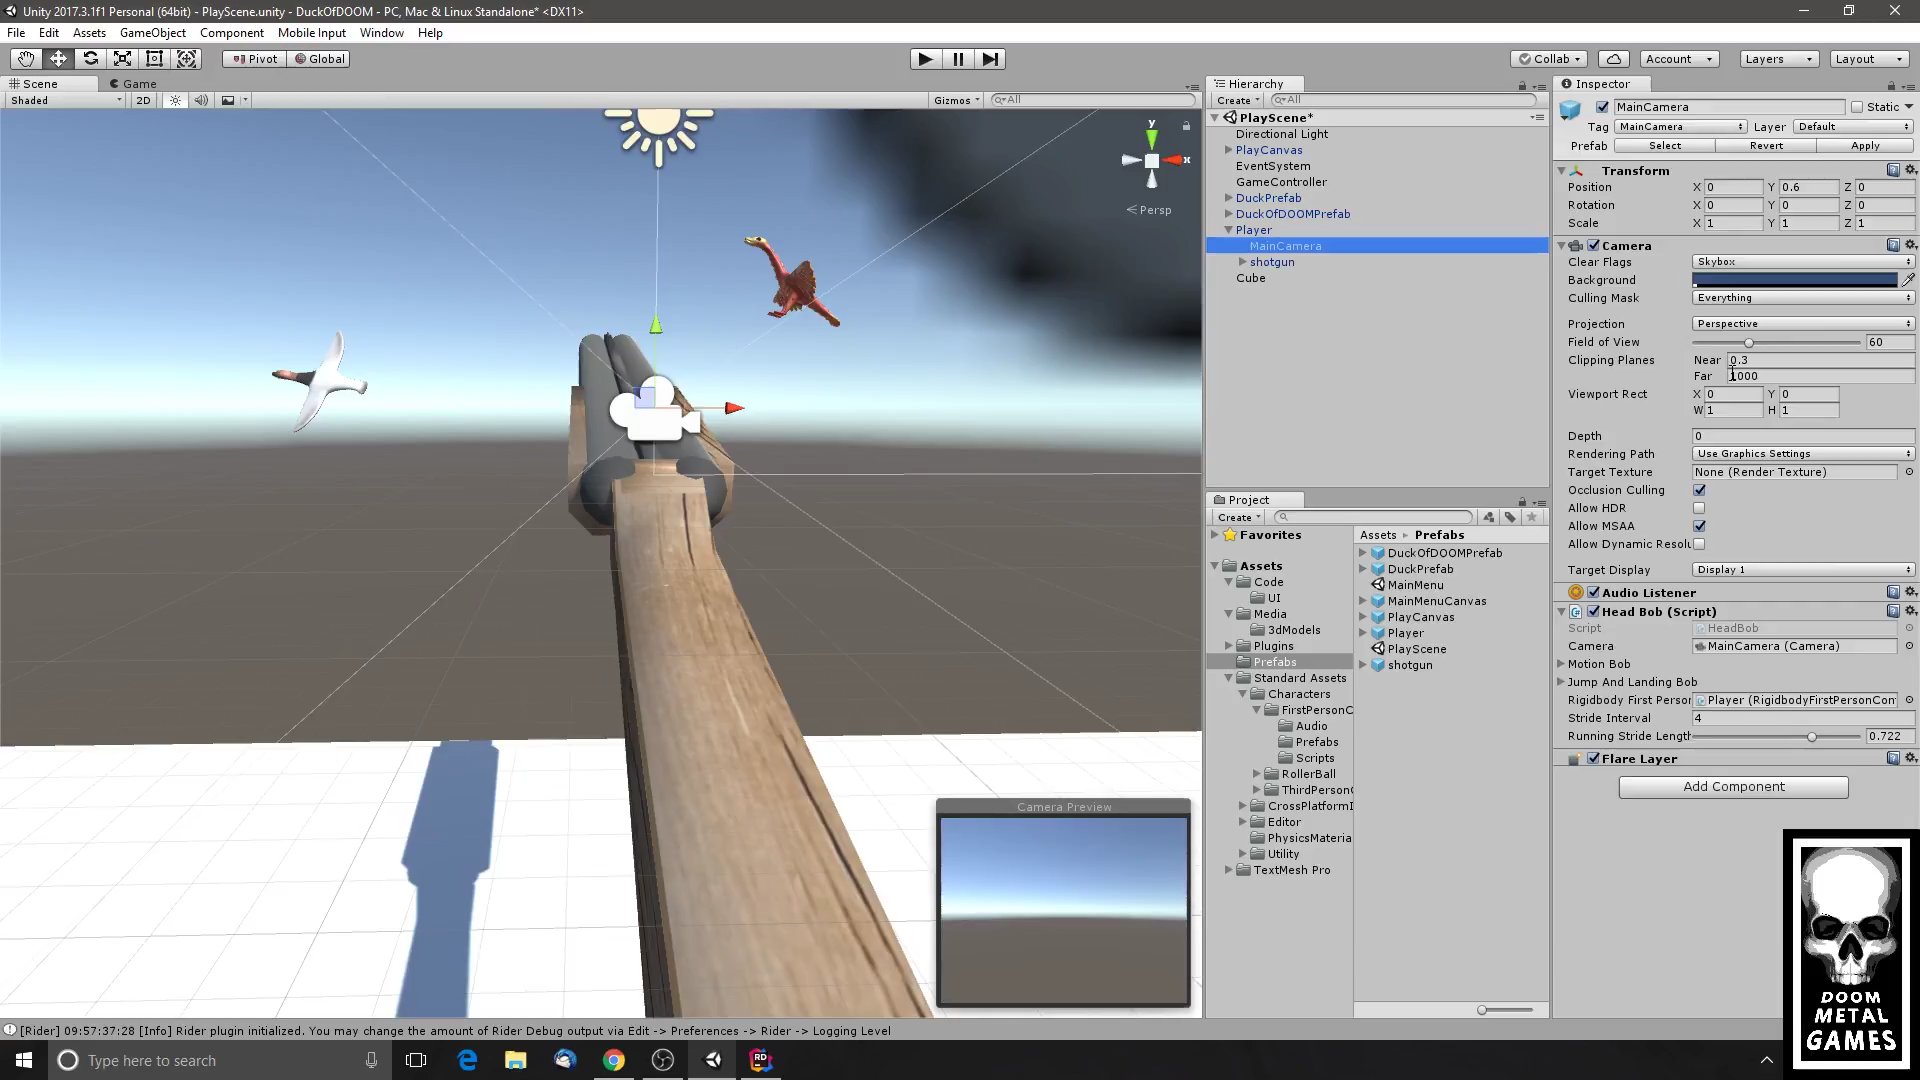 Unity 2017.3.1f1 Personal (64bit) - PlayScene.unity - DuckOfDOOM - PC, Mac & Linux Standalone* <DX11>
File Edit Assets GameObject Component Mobile Input Window Help
Pivot Global Collab Account Layers Layout
Scene Game
Shaded 2D Gizmos All
y
x
Persp
Camera Preview
Hierarchy
Create All
PlayScene*
Directional Light
PlayCanvas
EventSystem
GameController
DuckPrefab
DuckOfDOOMPrefab
Player
MainCamera
shotgun
Cube
Project
Create
Favorites
Assets
Code
UI
Media
3dModels
Plugins
Prefabs
Standard Assets
Characters
FirstPersonC
Audio
Prefabs
Scripts
RollerBall
ThirdPerson
CrossPlatformI
Editor
PhysicsMateria
Utility
TextMesh Pro
Assets Prefabs
DuckOfDOOMPrefab
DuckPrefab
MainMenu
MainMenuCanvas
PlayCanvas
Player
PlayScene
shotgun
Inspector
MainCamera Static
Tag MainCamera Layer Default
Prefab Select Revert Apply
Transform
Position X 0 Y 0.6 Z 0
Rotation X 0 Y 0 Z 0
Scale X 1 Y 1 Z 1
Camera
Clear Flags Skybox
Background
Culling Mask Everything
Projection Perspective
Field of View 60
Clipping Planes Near 0.3
Far 1000
Viewport Rect X 0 Y 0
W 1 H 1
Depth 0
Rendering Path Use Graphics Settings
Target Texture None (Render Texture)
Occlusion Culling
Allow HDR
Allow MSAA
Allow Dynamic Resolu
Target Display Display 1
Audio Listener
Head Bob (Script)
Script HeadBob
Camera MainCamera (Camera)
Motion Bob
Jump And Landing Bob
Rigidbody First Person Player (RigidbodyFirstPersonCon
Stride Interval 4
Running Stride Length 0.722
Flare Layer
Add Component
DOOM
METAL
GAMES
[Rider] 09:57:37:28 [Info] Rider plugin initialized. You may change the amount of Rider Debug output via Edit -> Preferences -> Rider -> Logging Level
Type here to search
RD